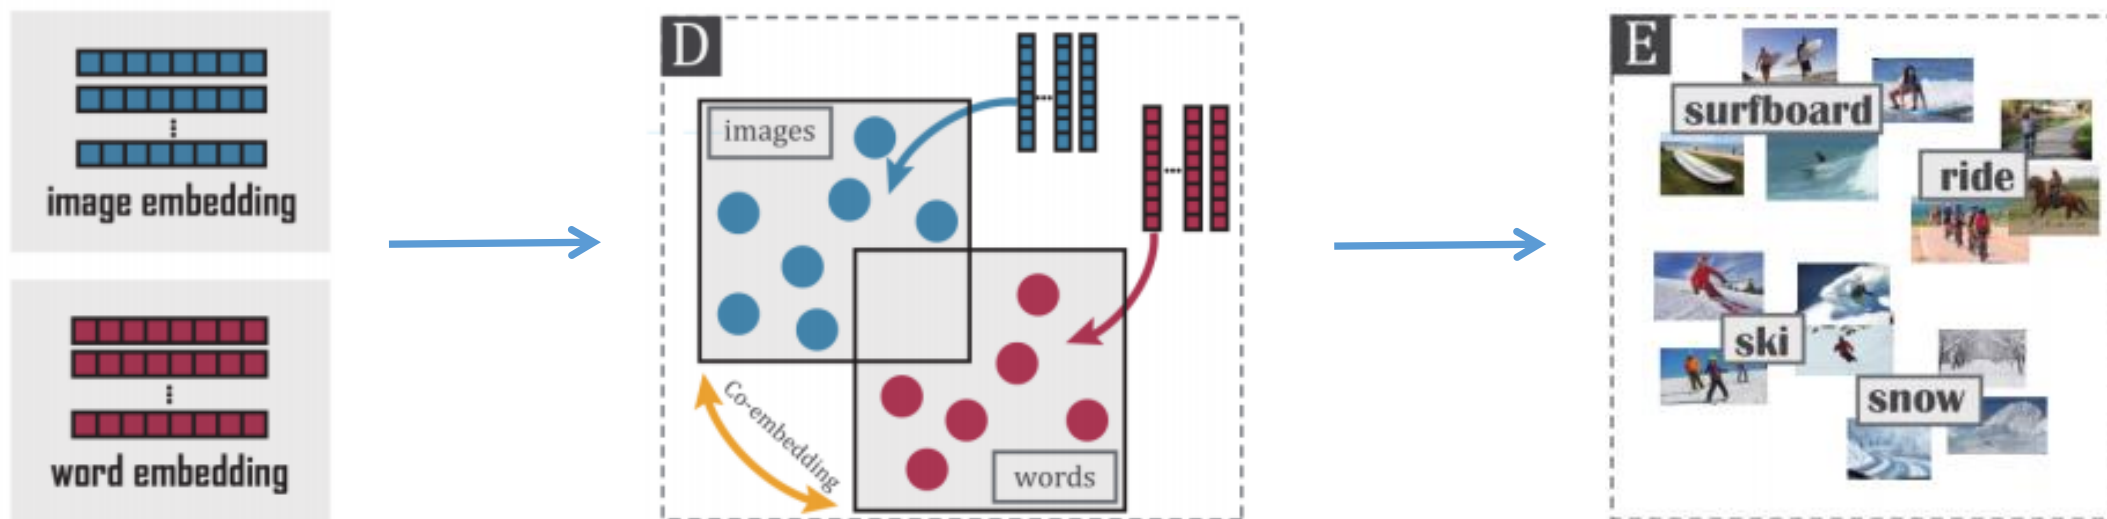 image embedding
word embedding
D
images
Co-embedding
words
E
surfboard
ride
ski
snow